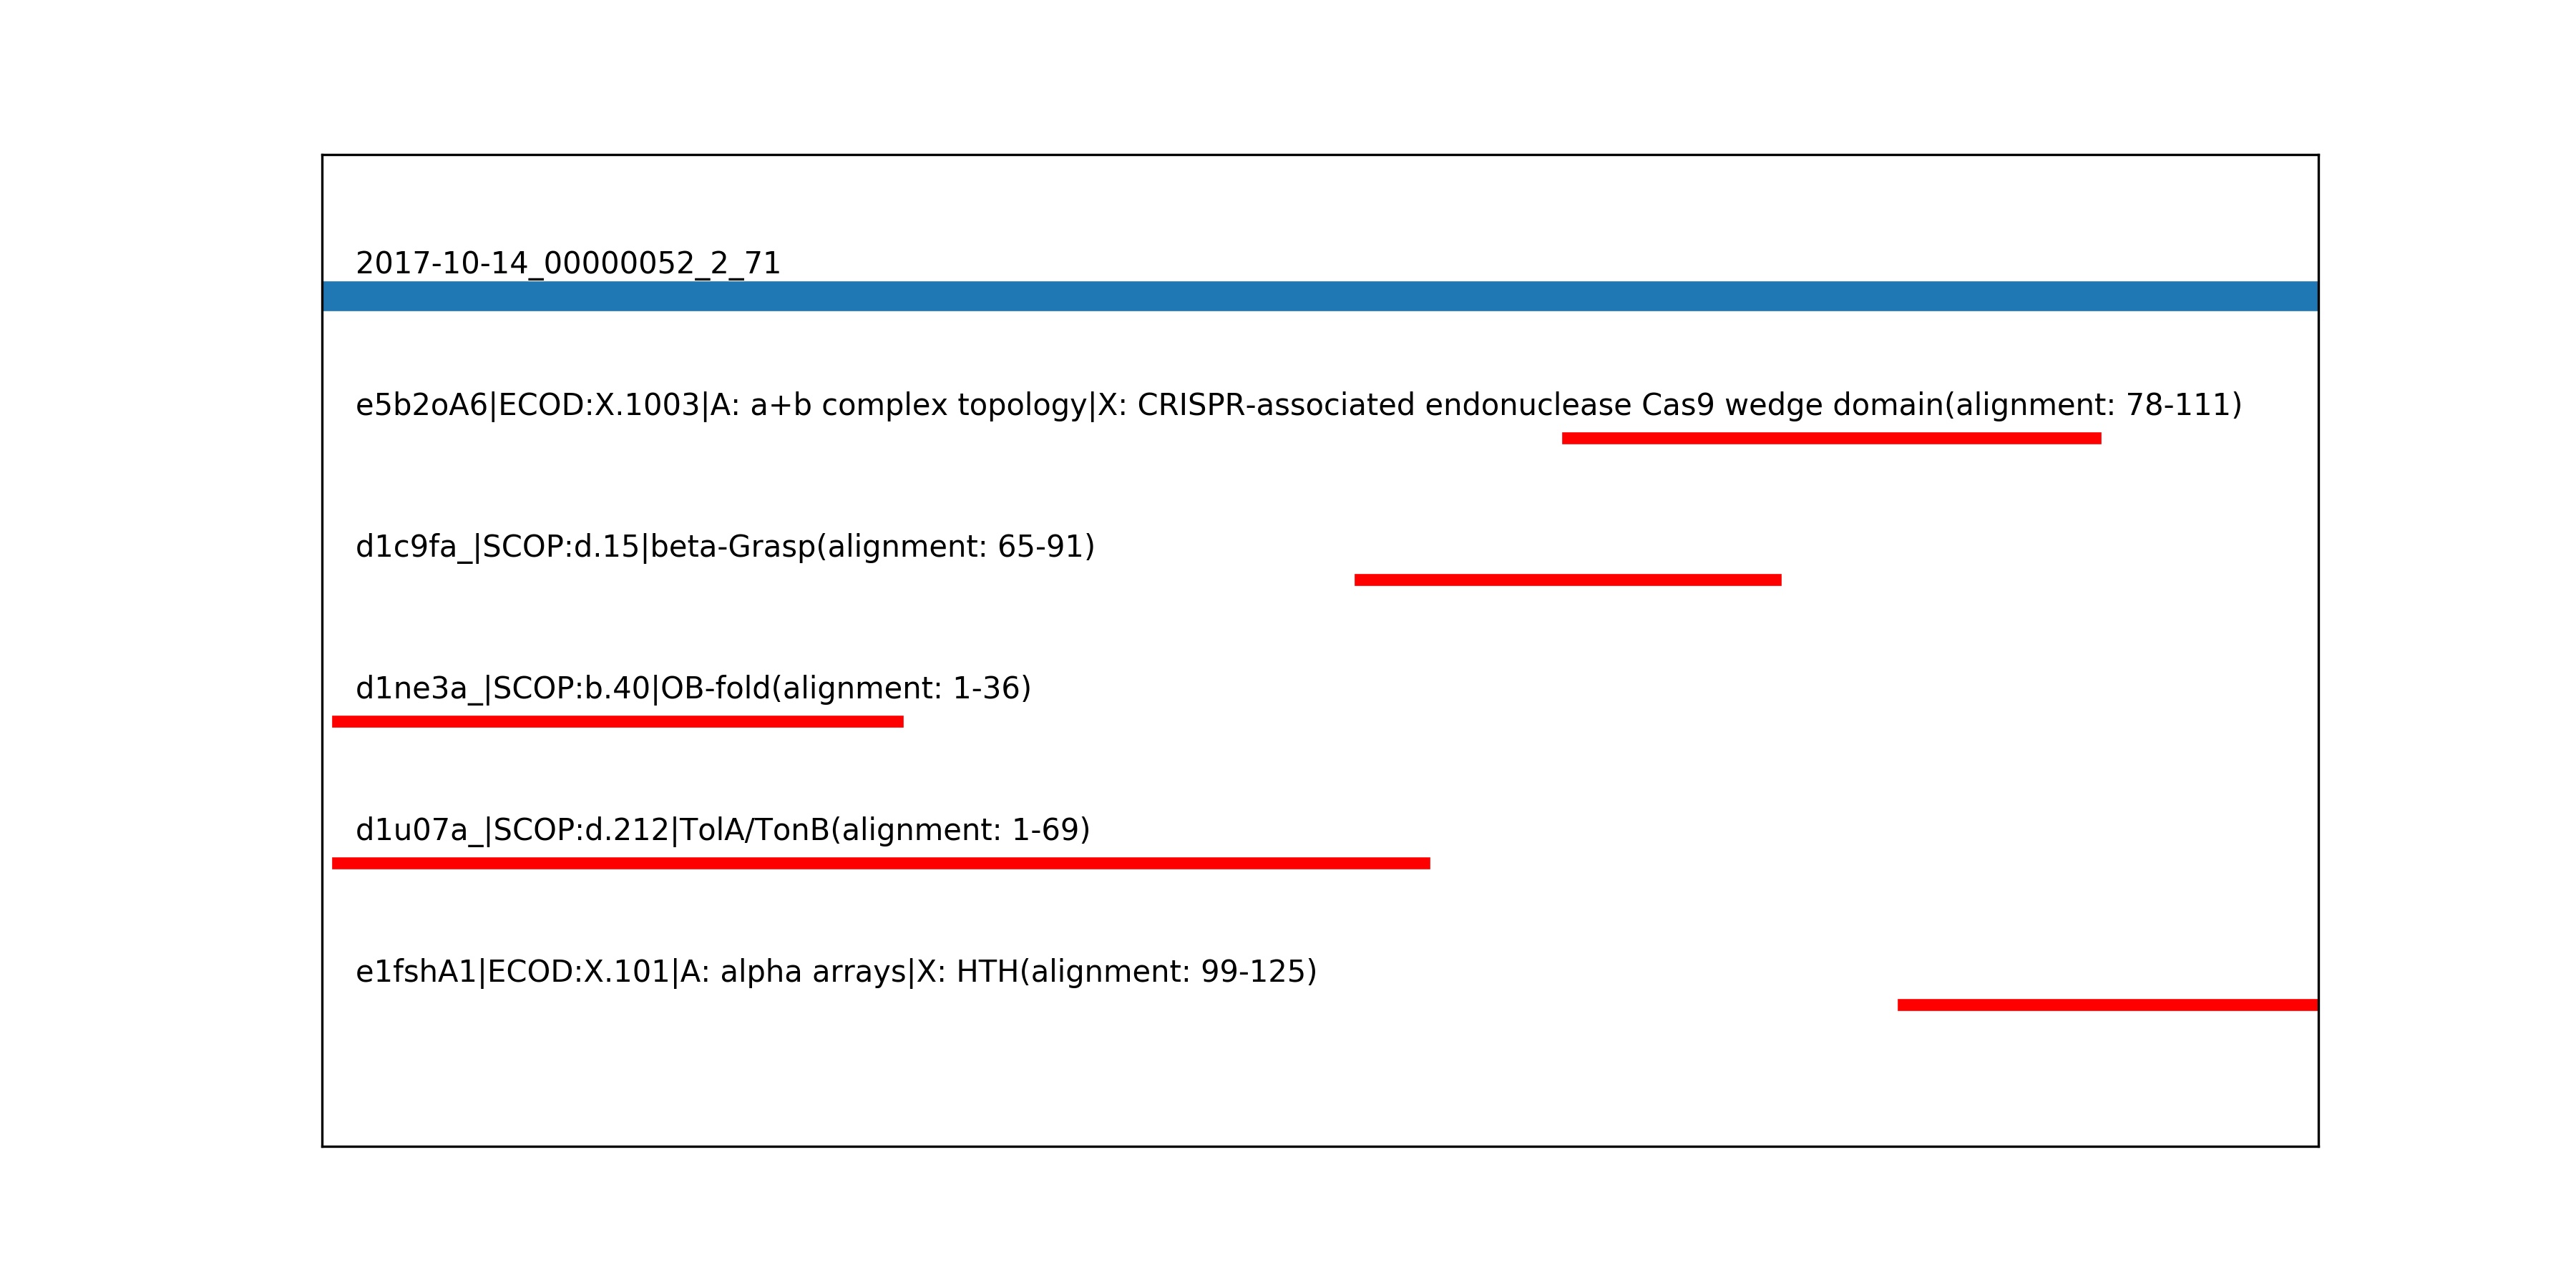 2017-10-14_00000052_2_71
e5b2oA6|ECOD:X.1003|A: a+b complex topology|X: CRISPR-associated endonuclease Cas9 wedge domain(alignment: 78-111)
d1c9fa_|SCOP:d.15|beta-Grasp(alignment: 65-91)
d1ne3a_|SCOP:b.40|OB-fold(alignment: 1-36)
d1u07a_|SCOP:d.212|TolA/TonB(alignment: 1-69)
e1fshA1|ECOD:X.101|A: alpha arrays|X: HTH(alignment: 99-125)